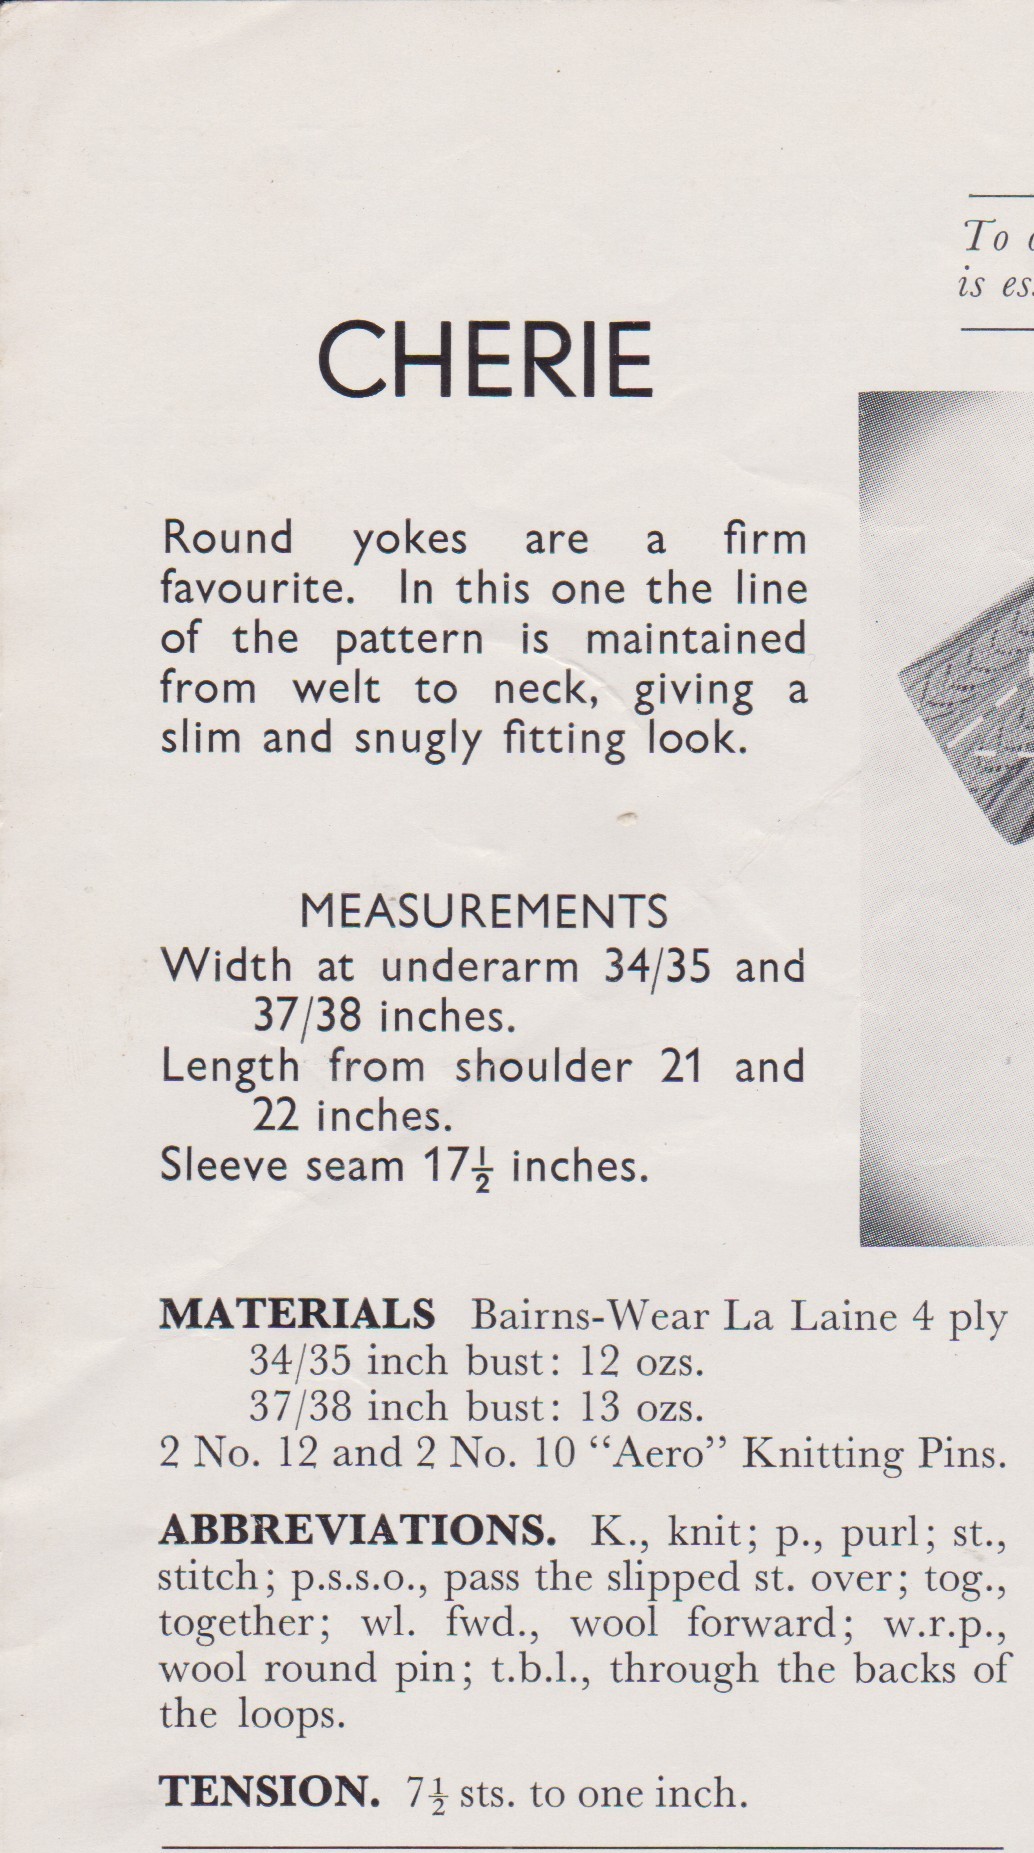 To
is
CHERIE
Round yokes are a firm
favourite. In this one the line
of the pattern is maintained
from welt to neck, giving a
slim and snugly fitting look.
MEASUREMENTS
Width at underarm 34/35 and
37/38 inches.
Length from shoulder 21 and
22 inches.
Sleeve seam 17½ inches.
MATERIALS Bairns-Wear La Laine 4 ply
34/35 inch bust: 12 ozs.
37/38 inch bust: 13 ozs.
2 No. 12 and 2 No. 10 “Aero” Knitting Pins.
ABBREVIATIONS. K., knit; p., purl; st.,
stitch; p.s.s.o., pass the slipped st. over; tog.,
together; wl. fwd., wool forward; w.r.p.,
wool round pin; t.b.l., through the backs of
the loops.
TENSION. 7½ sts. to one inch.